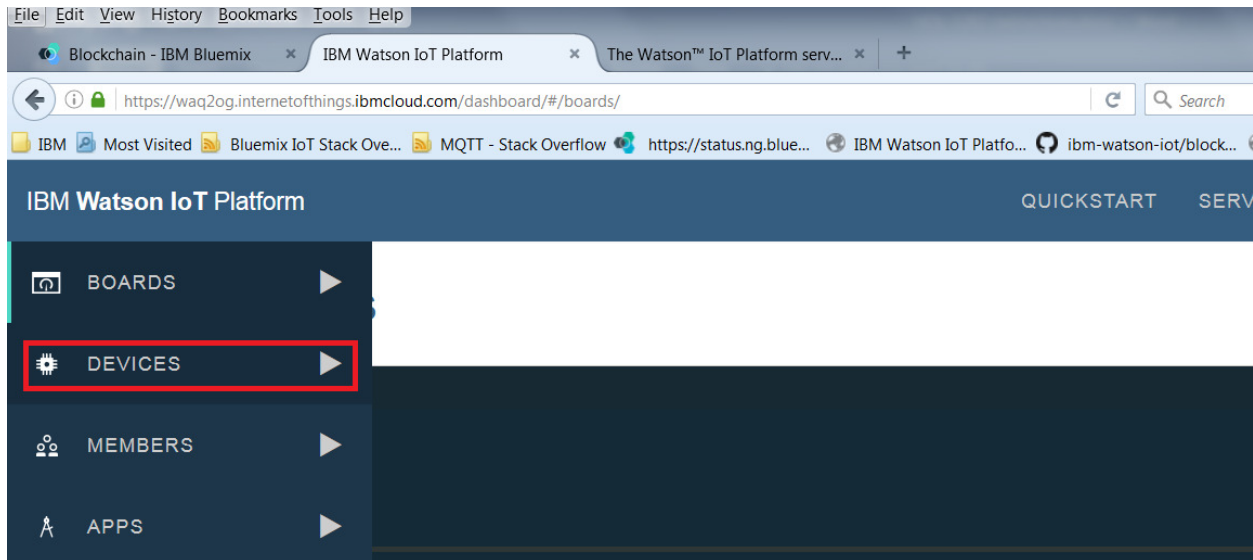 File Edit View History Bookmarks Tools Help
Blockchain - IBM Bluemix × IBM Watson IoT Platform × The Watson™ IoT Platform serv... × +
https://waq2og.internetofthings.ibmcloud.com/dashboard/#/boards/ Search
IBM Most Visited Bluemix IoT Stack Ove... MQTT - Stack Overflow https://status.ng.blue... IBM Watson IoT Platfo... ibm-watson-iot/block...
IBM Watson IoT Platform QUICKSTART SERV
BOARDS
DEVICES
MEMBERS
APPS